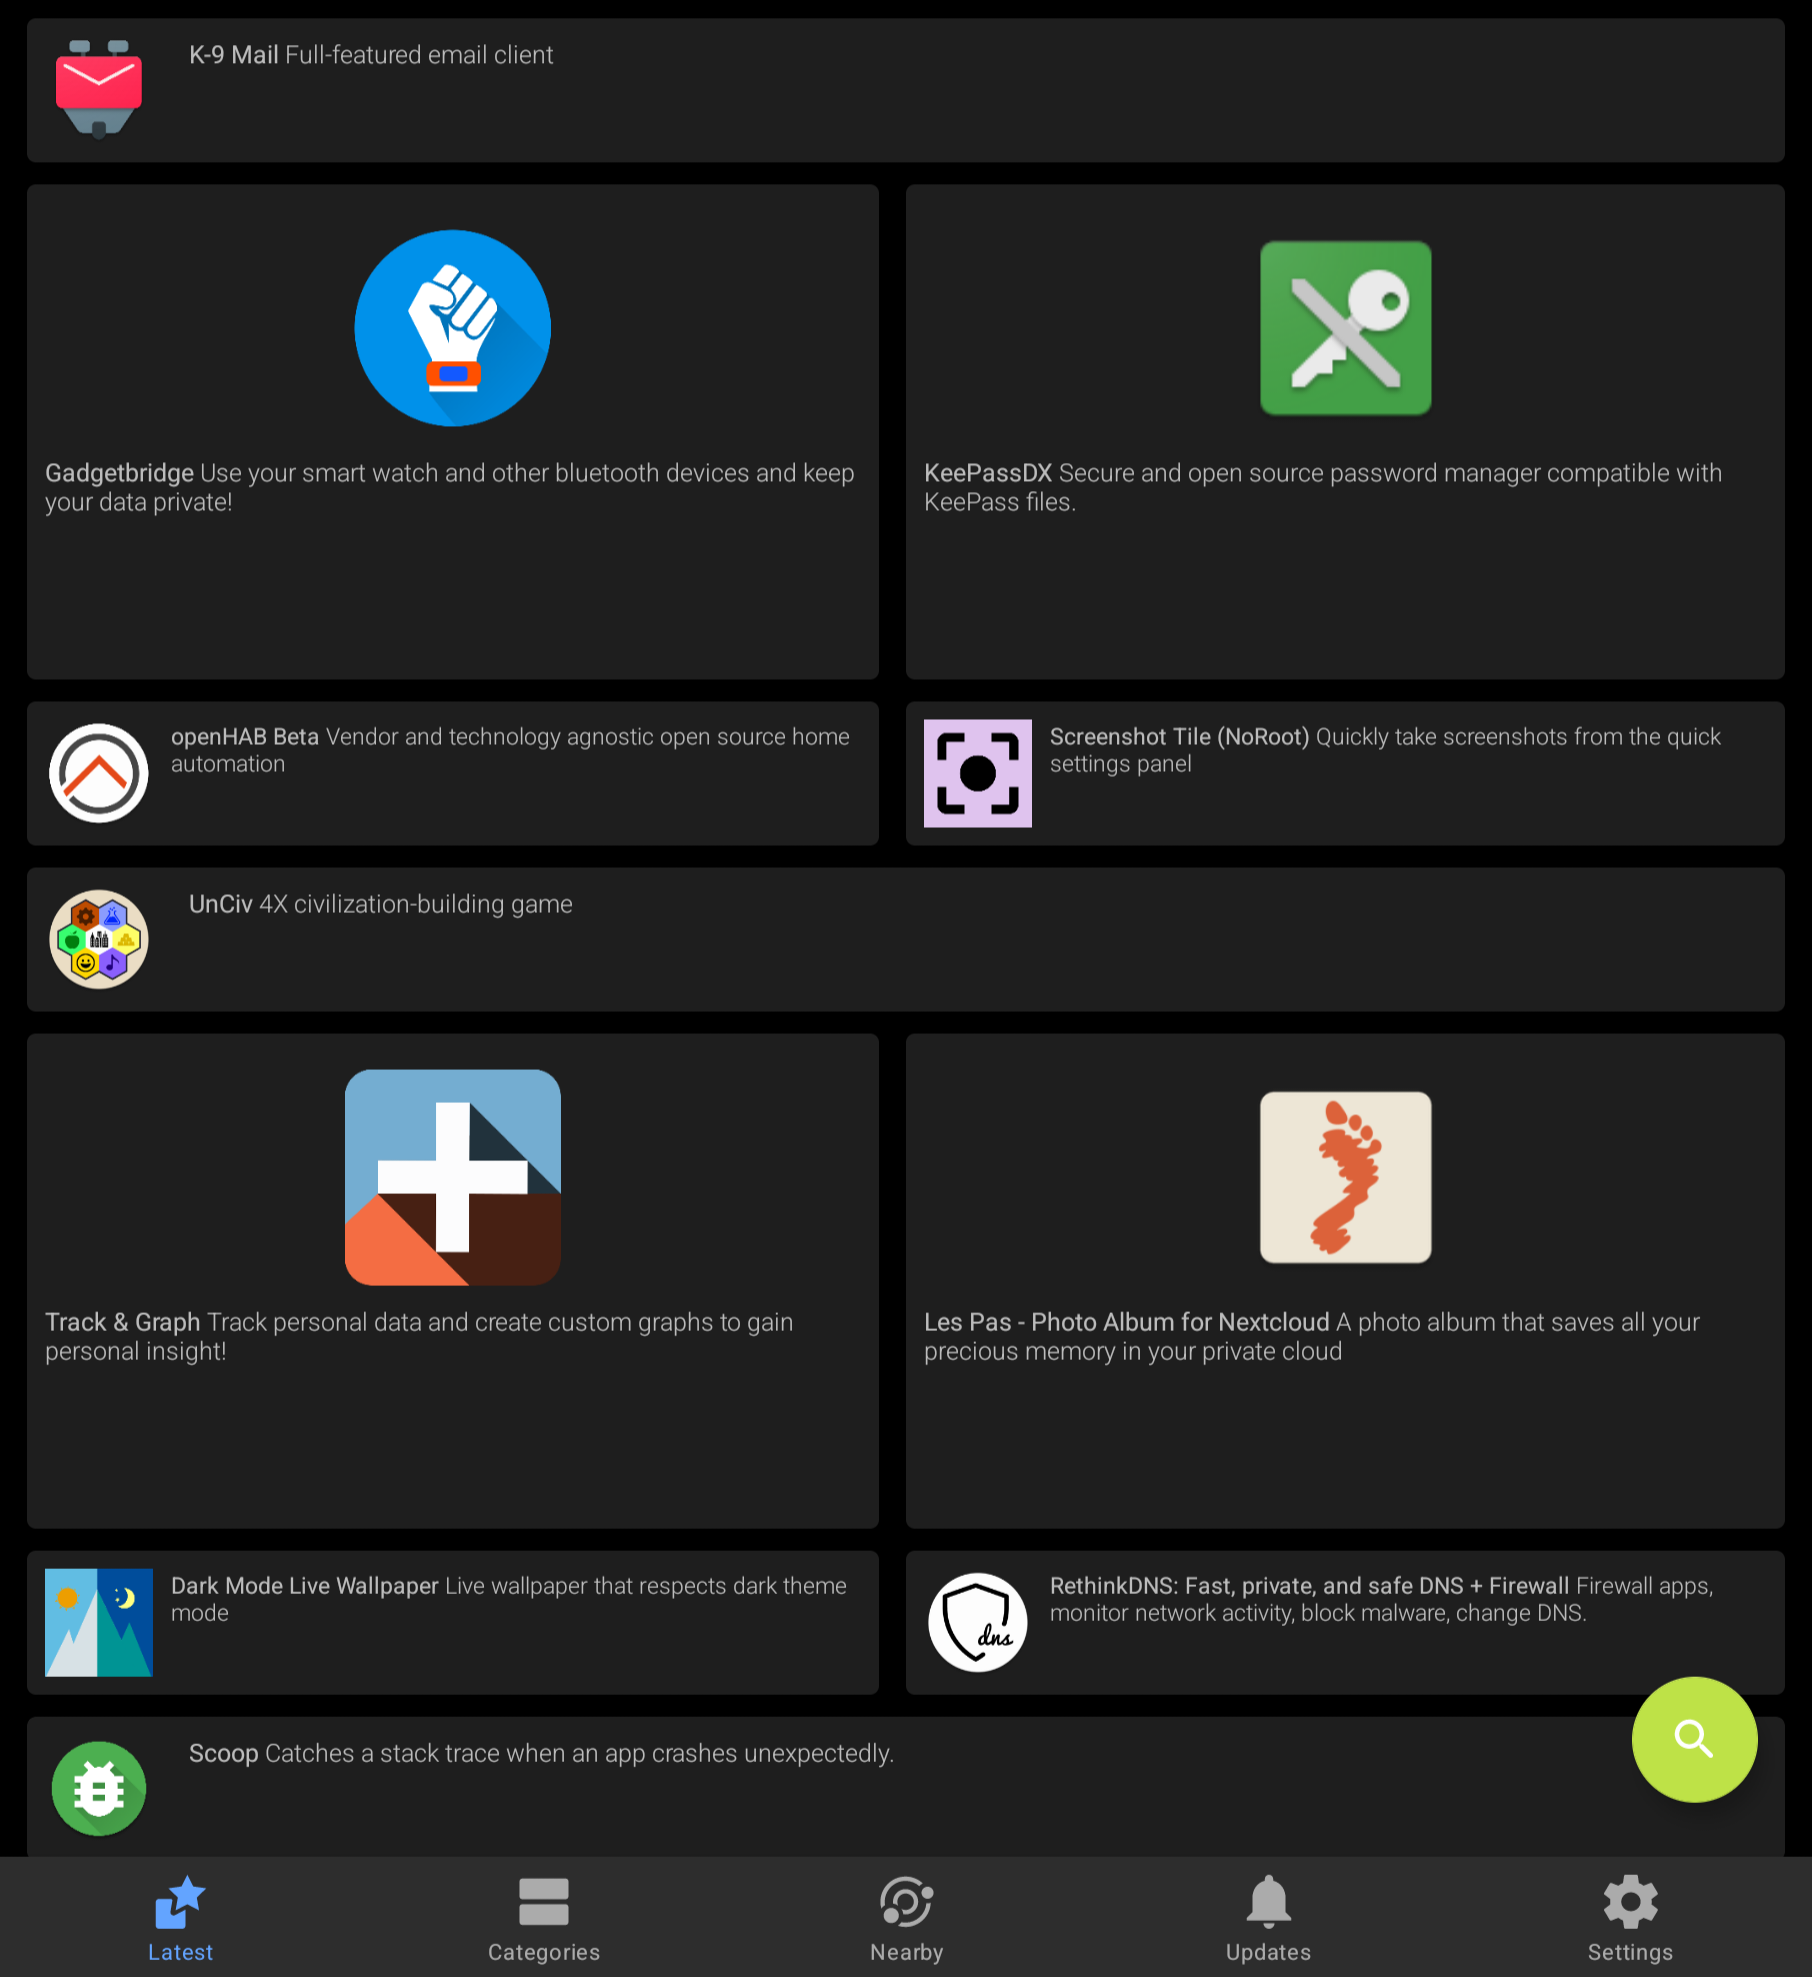 K-9 Mail Full-featured email client
Gadgetbridge Use your smart watch and other bluetooth devices and keep
your data private!
KeePassDX Secure and open source password manager compatible with
KeePass files.
openHAB Beta Vendor and technology agnostic open source home
automation
Screenshot Tile (NoRoot) Quickly take screenshots from the quick
settings panel
UnCiv 4X civilization-building game
Track & Graph Track personal data and create custom graphs to gain
personal insight!
Les Pas - Photo Album for Nextcloud A photo album that saves all your
precious memory in your private cloud
Dark Mode Live Wallpaper Live wallpaper that respects dark theme
mode
dns
RethinkDNS: Fast, private, and safe DNS + Firewall Firewall apps,
monitor network activity, block malware, change DNS.
Scoop Catches a stack trace when an app crashes unexpectedly.
Latest
Categories
Nearby
Updates
Settings